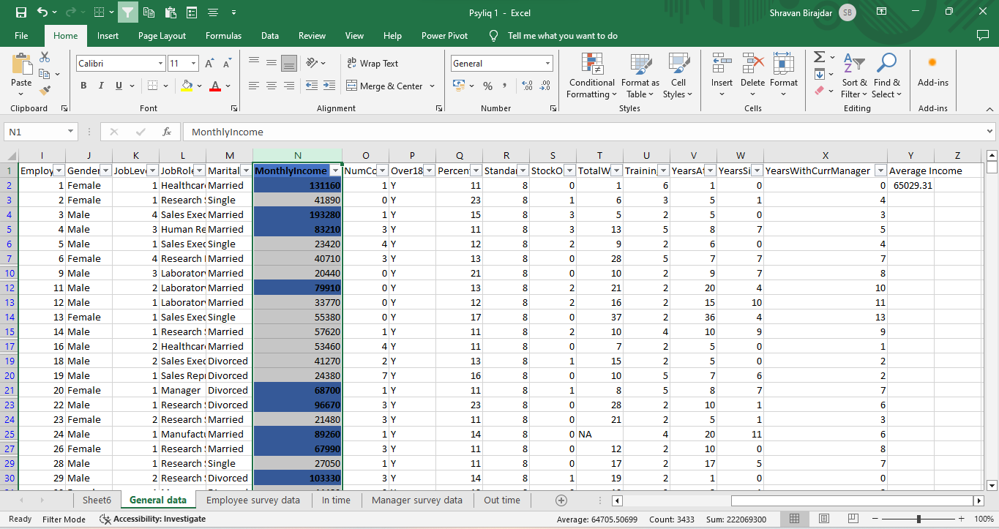 Psyliq 1 - Excel
Shravan Birajdar SB
File Home Insert Page Layout Formulas Data Review View Help Power Pivot Tell me what you want to do
Calibri 11 Wrap Text General
Paste B I U Merge & Center % Conditional Formatting Format as Table Cell Styles Insert Delete Format Sort & Filter Find & Select Add-ins
Clipboard Font Alignment Number Styles Cells Editing Add-ins
N1 fx MonthlyIncome
I J K L M N O P Q R S T U V W X Y Z
1 Employ Gender JobLeve JobRole Marital MonthlyIncome NumCo Over18 Percent Standar StockO TotalW Training YearsAt YearsSi YearsWithCurrManager Average Income
2 1 Female 1 Healthcar Married 131160 1 Y 11 8 0 1 6 1 0 0 65029.31
3 2 Female 1 Research Single 41890 0 Y 23 8 1 6 3 5 1 4
4 3 Male 4 Sales Exec Married 193280 1 Y 15 8 3 5 2 5 0 3
5 4 Male 3 Human Re Married 83210 3 Y 11 8 3 13 5 8 7 5
6 5 Male 1 Sales Exec Single 23420 4 Y 12 8 2 9 2 6 0 4
7 6 Female 4 Research Married 40710 3 Y 13 8 0 28 5 7 7 7
10 9 Male 3 Laborator Married 20440 0 Y 21 8 0 10 2 9 7 8
12 11 Male 2 Laborator Married 79910 0 Y 13 8 2 21 2 20 4 10
13 12 Male 1 Laborator Married 33770 0 Y 12 8 2 16 2 15 10 11
14 13 Female 1 Sales Exec Single 55380 0 Y 17 8 0 37 2 36 4 13
15 14 Male 1 Research Married 57620 1 Y 11 8 2 10 4 10 9 9
17 16 Male 2 Healthcar Married 53460 4 Y 11 8 0 7 2 5 0 1
19 18 Male 2 Sales Exec Divorced 41270 2 Y 13 8 1 15 2 5 0 2
20 19 Male 1 Sales Repr Divorced 24380 7 Y 16 8 0 10 5 7 6 2
21 20 Female 1 Manager Divorced 68700 1 Y 11 8 1 8 5 8 7 7
23 22 Male 1 Research Divorced 96670 3 Y 23 8 0 28 2 10 1 6
24 23 Female 2 Research Married 21480 3 Y 11 8 0 21 2 5 1 3
25 24 Male 1 Manufactu Married 89260 1 Y 14 8 0 NA 4 20 11 6
27 26 Female 1 Research Married 67990 3 Y 11 8 0 12 2 10 0 8
29 28 Male 1 Research Single 27050 1 Y 11 8 0 17 2 17 5 7
30 29 Male 2 Research Divorced 103330 3 Y 14 8 1 19 2 1 0 0
Sheet6 General data Employee survey data In time Manager survey data Out time
Ready Filter Mode Accessibility: Investigate Average: 64705.50699 Count: 3433 Sum: 222069300 100%